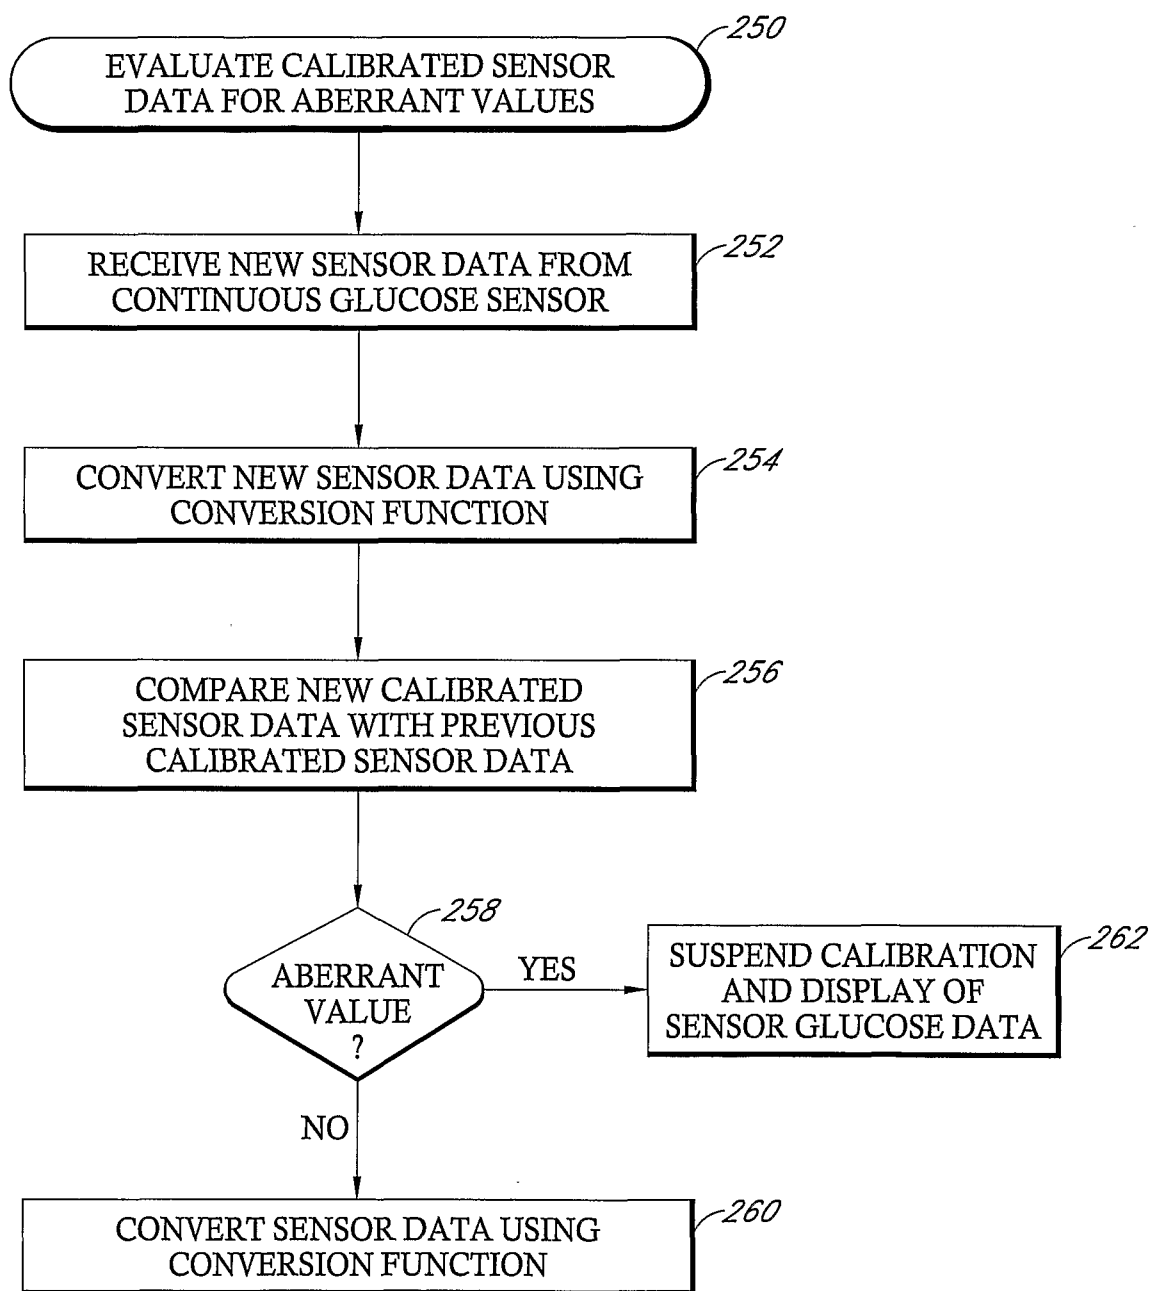 250
EVALUATE CALIBRATED SENSOR
DATA FOR ABERRANT VALUES
252
RECEIVE NEW SENSOR DATA FROM
CONTINUOUS GLUCOSE SENSOR
254
CONVERT NEW SENSOR DATA USING
CONVERSION FUNCTION
256
COMPARE NEW CALIBRATED
SENSOR DATA WITH PREVIOUS
CALIBRATED SENSOR DATA
258
ABERRANT
VALUE
?
YES
262
SUSPEND CALIBRATION
AND DISPLAY OF
SENSOR GLUCOSE DATA
NO
260
CONVERT SENSOR DATA USING
CONVERSION FUNCTION